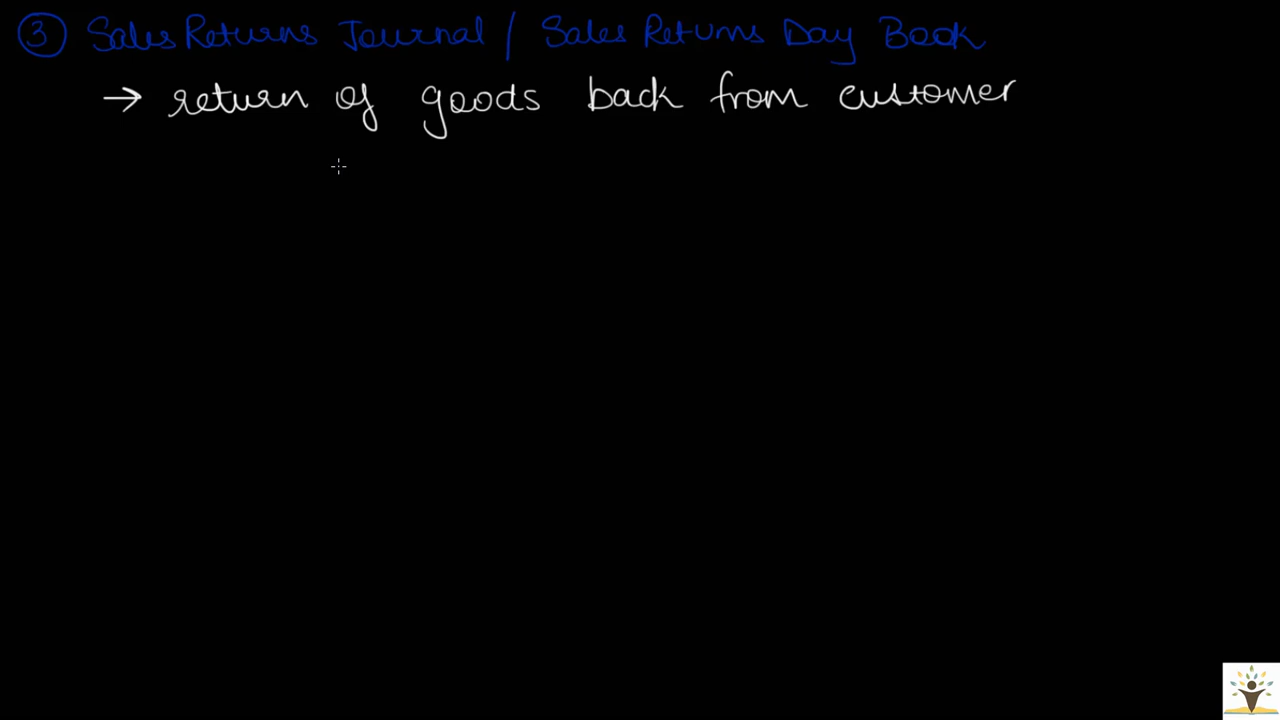 ③ Sales Returns Journal / Sales Returns Day Book
→ return of goods back from customer